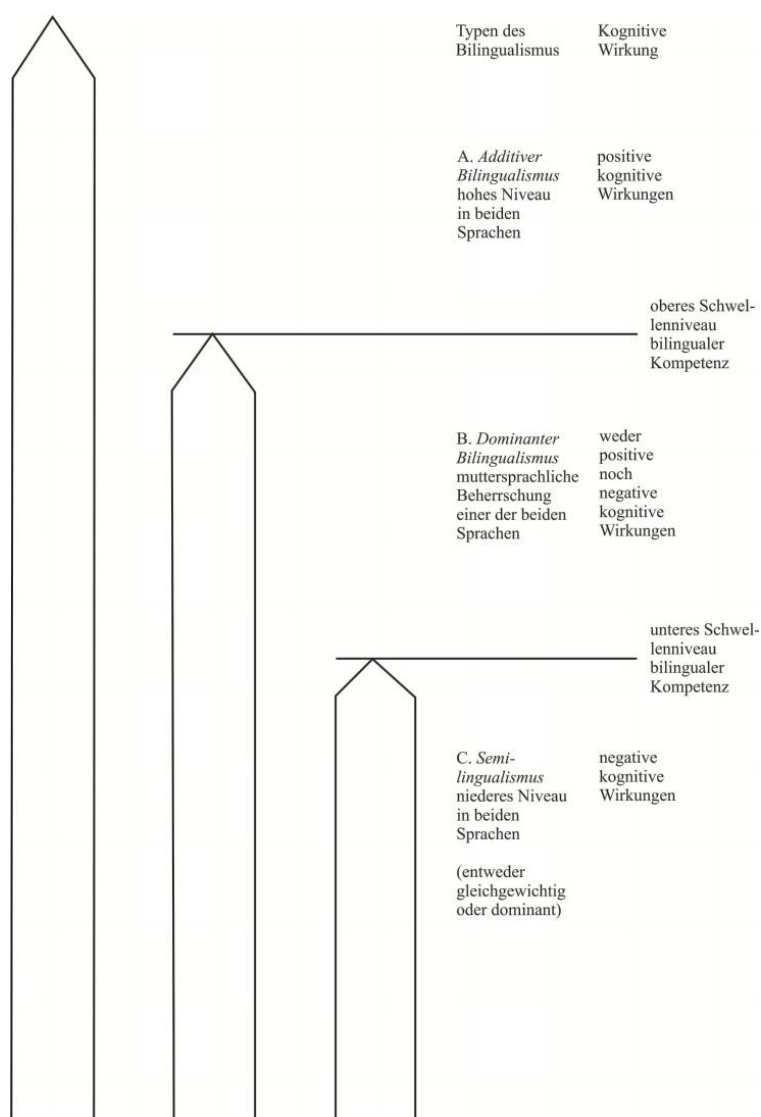 Typen des
Bilingualismus
Kognitive
Wirkung
A. Additiver
Bilingualismus
hohes Niveau
in beiden
Sprachen
positive
kognitive
Wirkungen
oberes Schwel-
lenniveau
bilingualer
Kompetenz
B. Dominanter
Bilingualismus
muttersprachliche
Beherrschung
einer der beiden
Sprachen
weder
positive
noch
negative
kognitive
Wirkungen
unteres Schwel-
lenniveau
bilingualer
Kompetenz
C. Semi-
lingualismus
niederes Niveau
in beiden
Sprachen
(entweder
gleichgewichtig
oder dominant)
negative
kognitive
Wirkungen